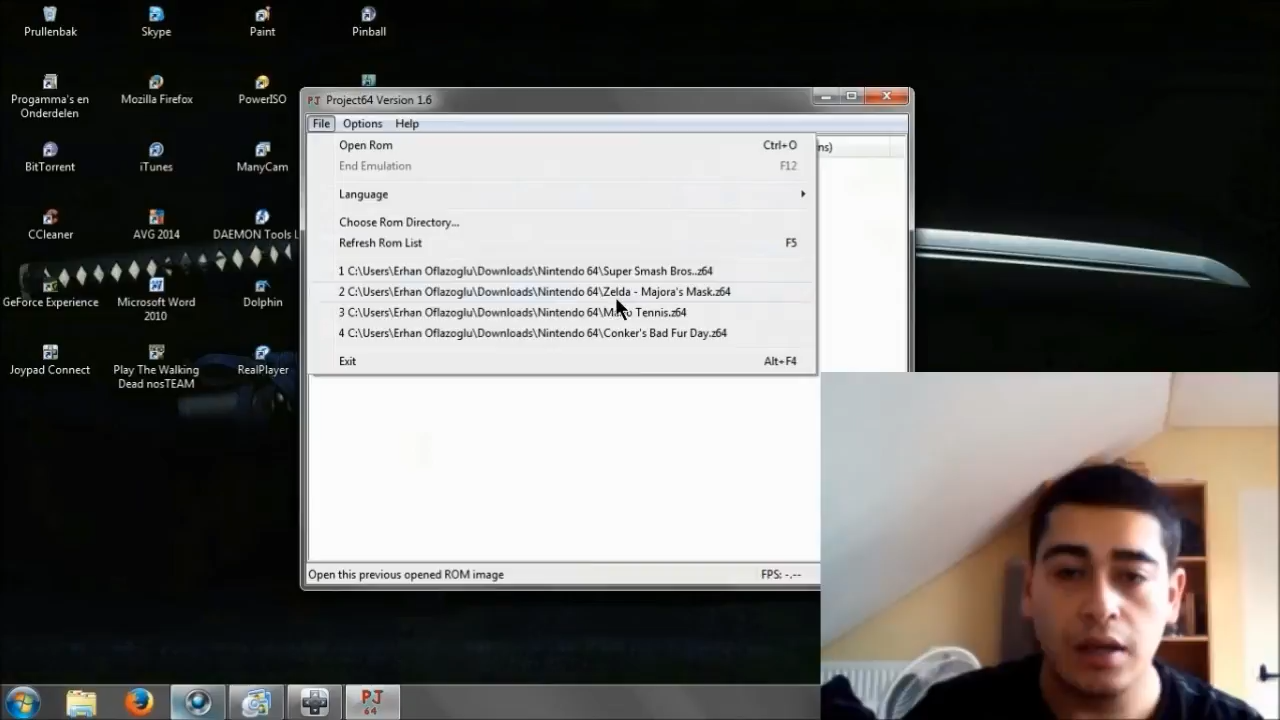 Prullenbak
Skype
Paint
Pinball
Progamma's en
Onderdelen
Mozilla Firefox
PowerISO
BitTorrent
iTunes
ManyCam
CCleaner
AVG 2014
DAEMON Tools L
GeForce Experience
Microsoft Word
2010
Dolphin
Joypad Connect
Play The Walking
Dead nosTEAM
RealPlayer
PJ Project64 Version 1.6
File Options Help
Open Rom Ctrl+O
End Emulation F12
Language
Choose Rom Directory...
Refresh Rom List F5
1 C:\Users\Erhan Oflazoglu\Downloads\Nintendo 64\Super Smash Bros..z64
2 C:\Users\Erhan Oflazoglu\Downloads\Nintendo 64\Zelda - Majora's Mask.z64
3 C:\Users\Erhan Oflazoglu\Downloads\Nintendo 64\Mario Tennis.z64
4 C:\Users\Erhan Oflazoglu\Downloads\Nintendo 64\Conker's Bad Fur Day.z64
Exit Alt+F4
ns)
Open this previous opened ROM image FPS: -.--
PJ
64